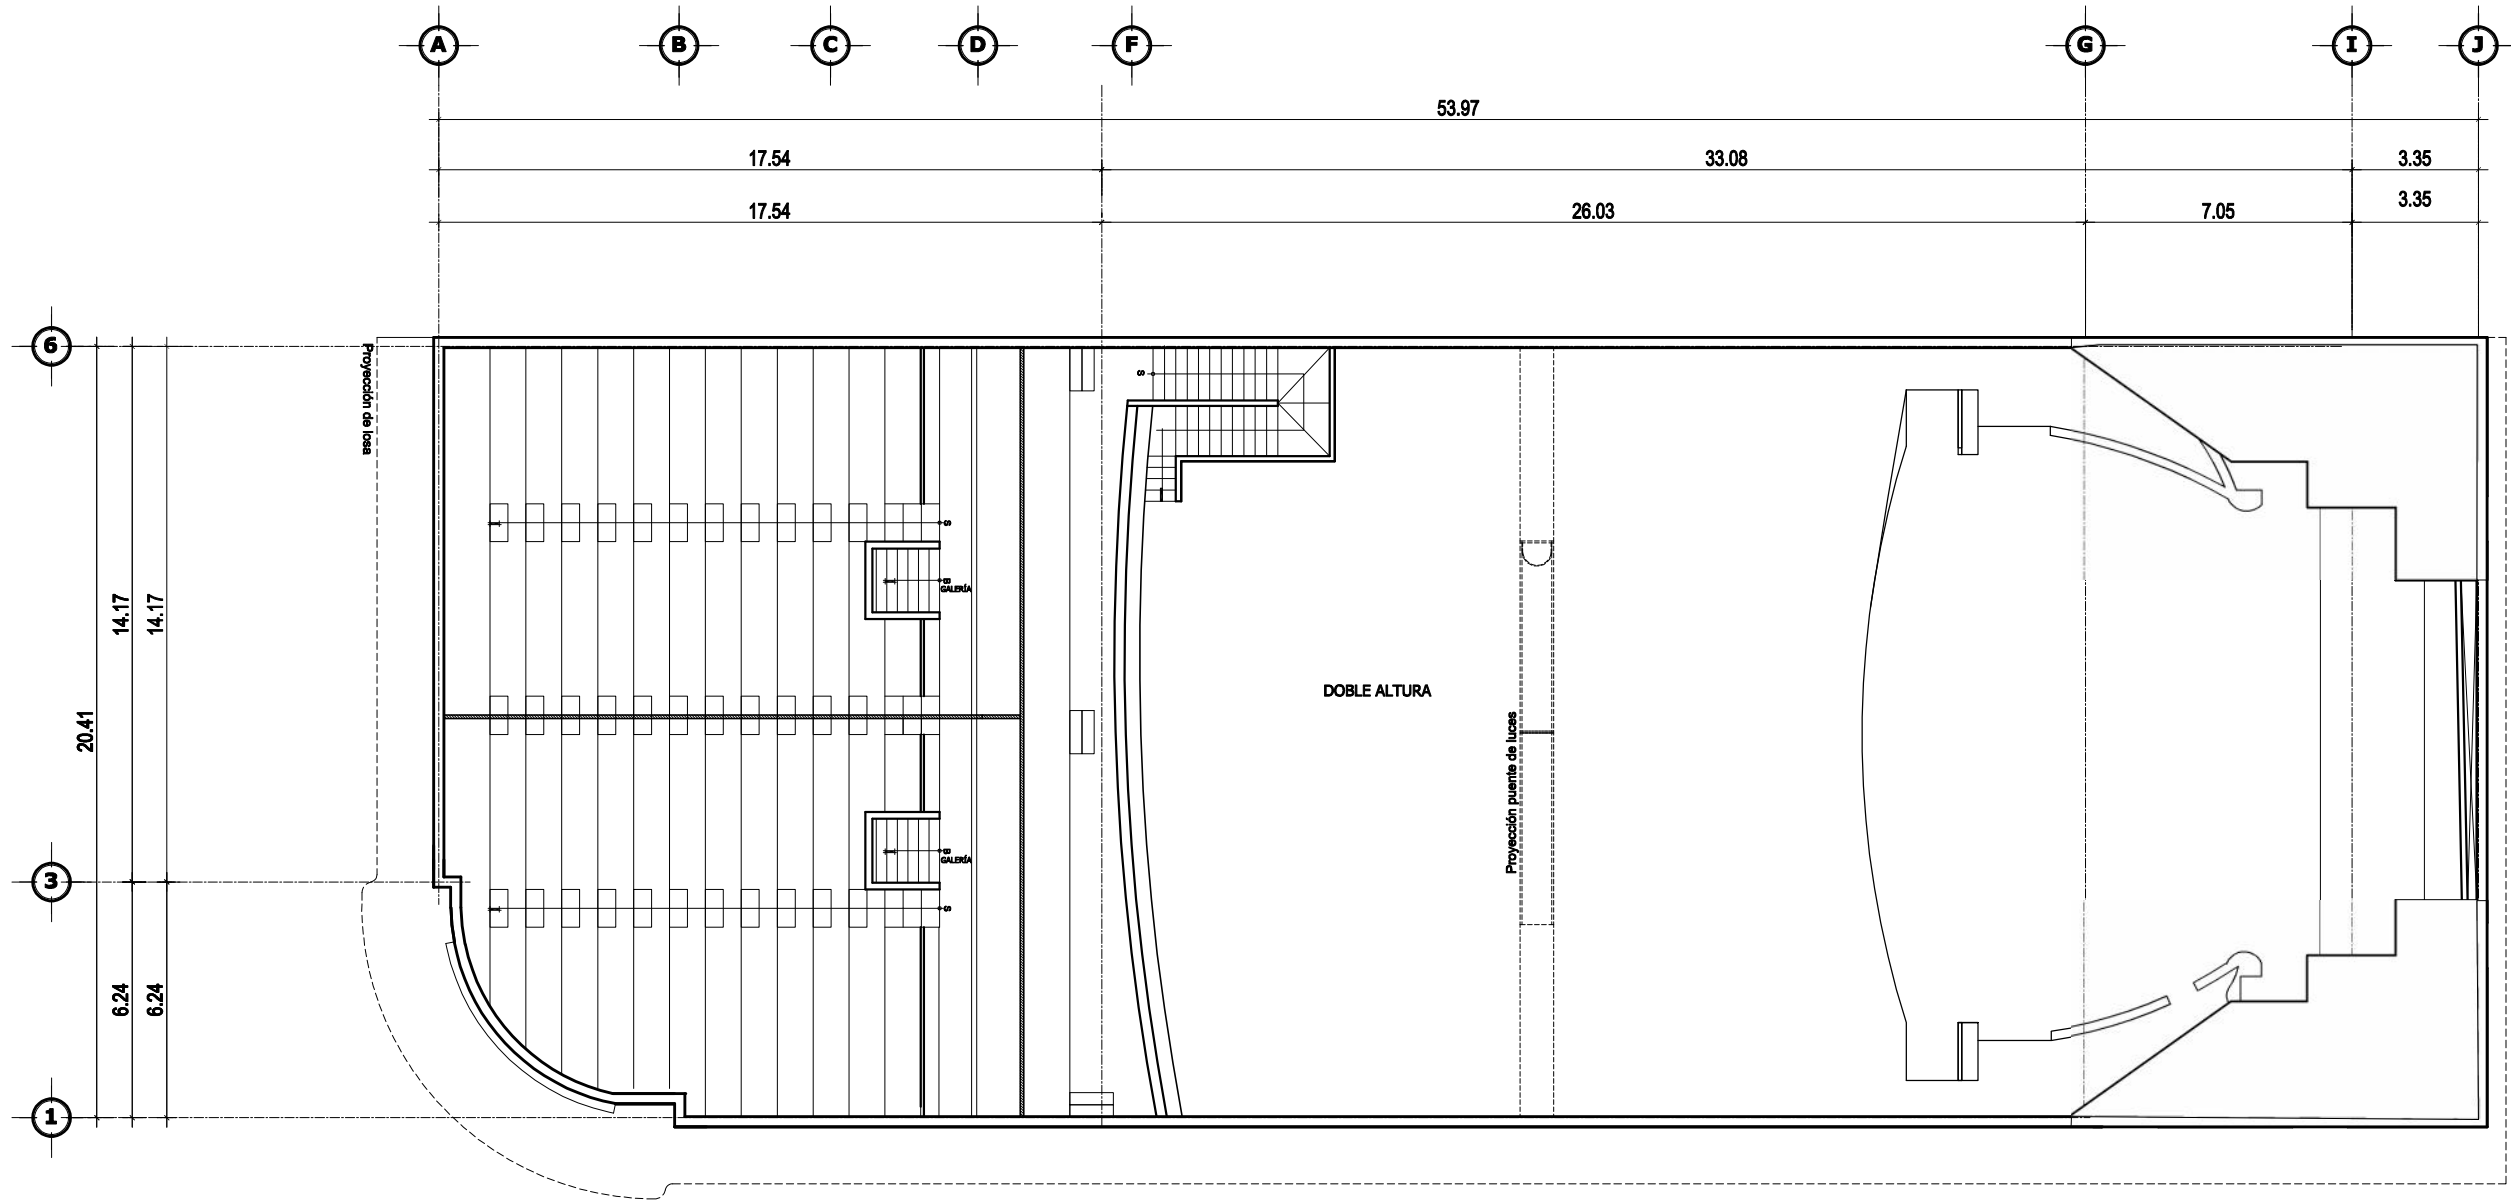 A B C D F G I J
53.97
17.54 33.08 3.35
17.54 26.03 7.05 3.35
6
Proyección de losa
S
S
B
GALERÍA
14.17 14.17
DOBLE ALTURA
20.41
Proyección puente de luces
B
GALERÍA
3
S
6.24 6.24
1